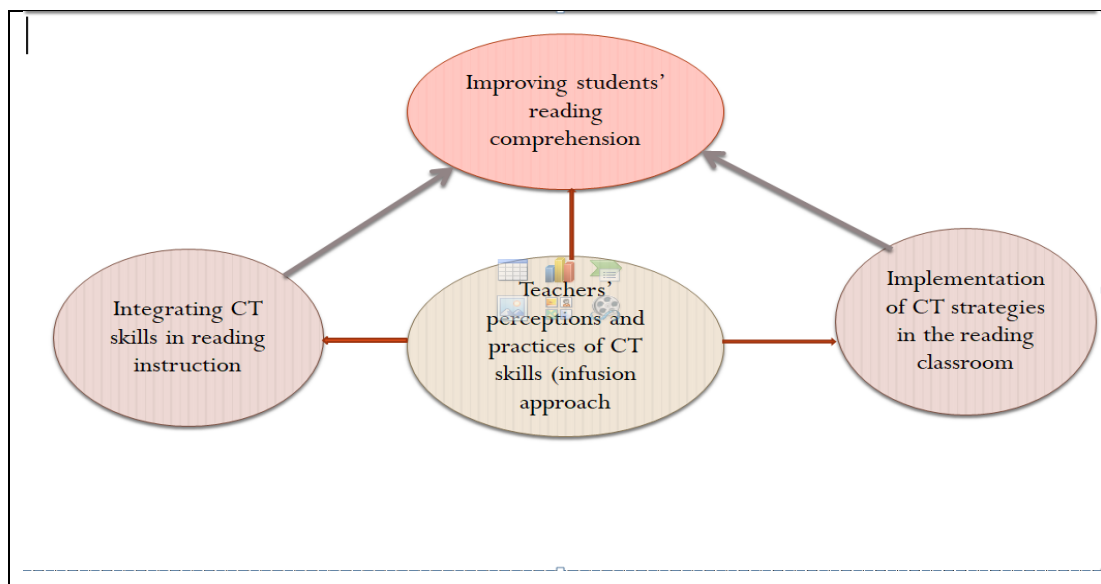 Improving students’
reading
comprehension
Integrating CT
skills in reading
instruction
Teachers’
perceptions and
practices of CT
skills (infusion
approach
Implementation
of CT strategies
in the reading
classroom